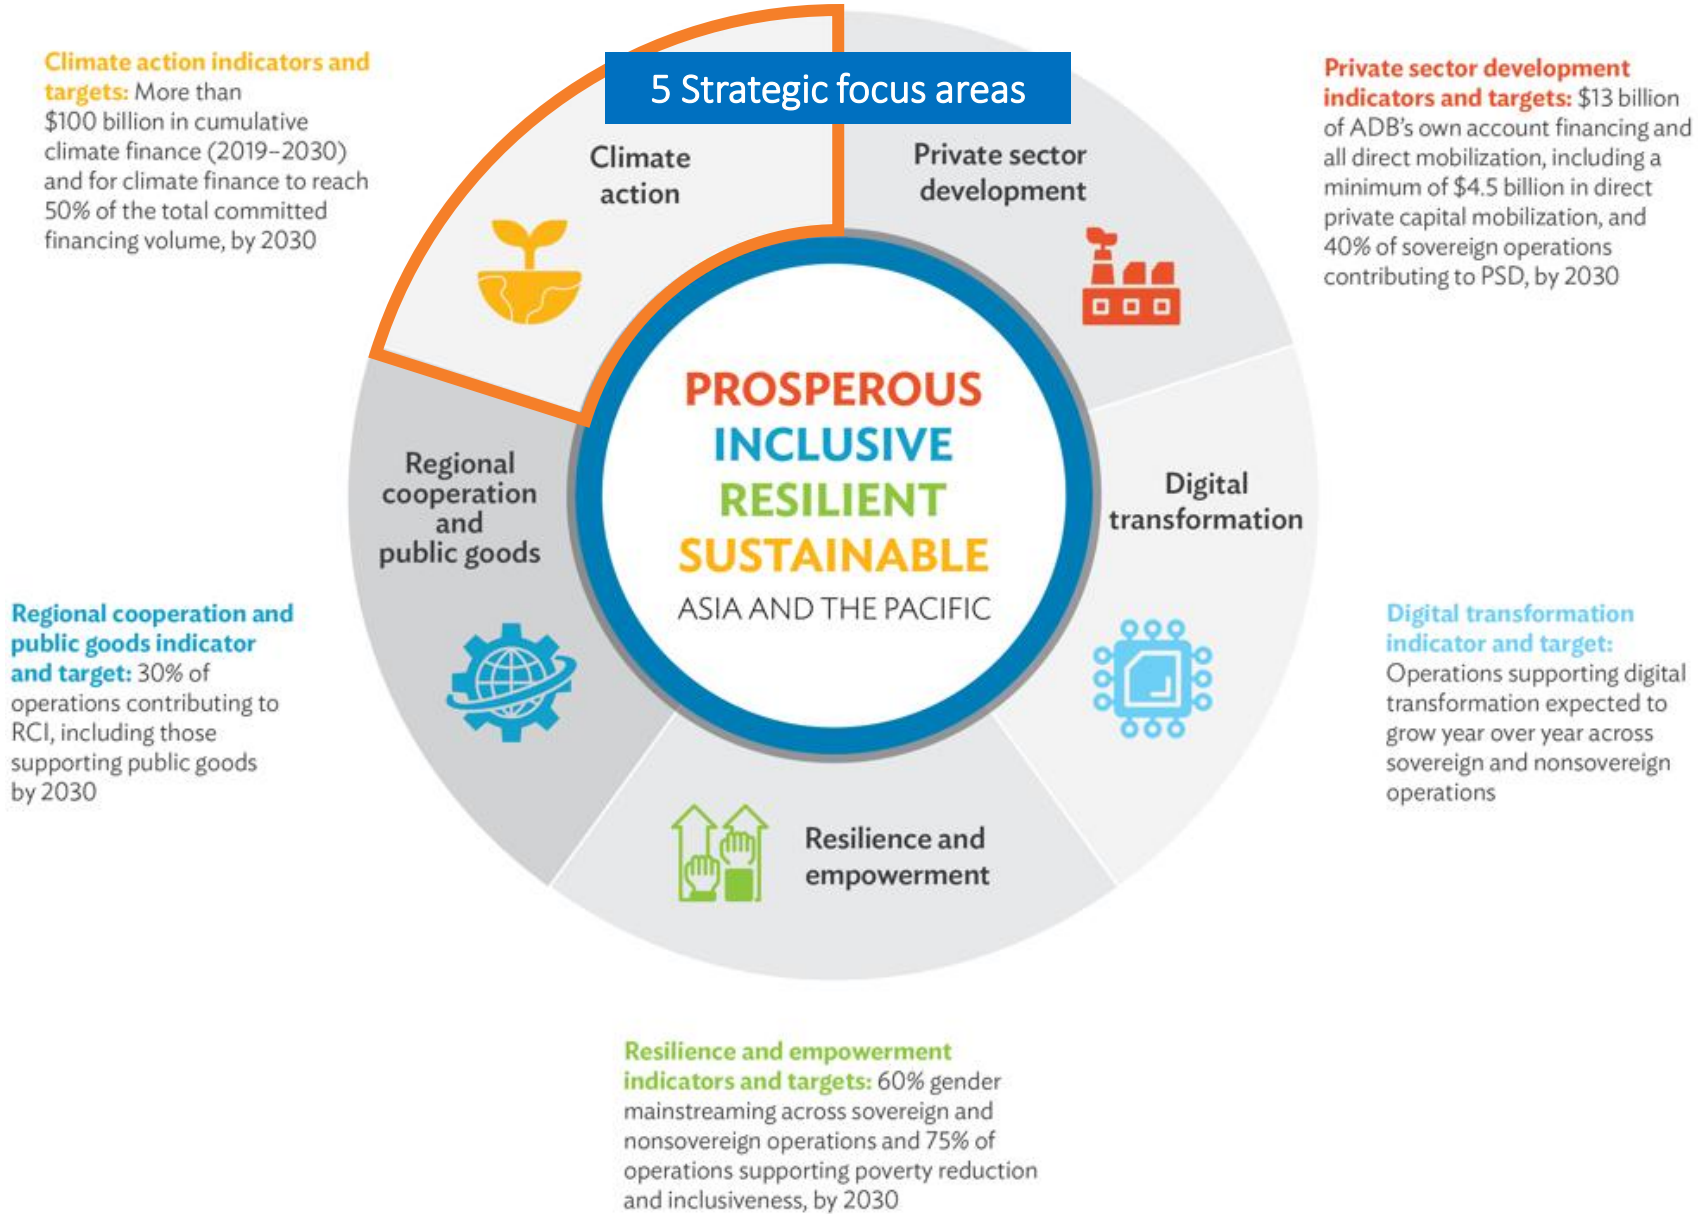 5 Strategic focus areas
Climate action indicators and
targets: More than
$100 billion in cumulative
climate finance (2019–2030)
and for climate finance to reach
50% of the total committed
financing volume, by 2030
Climate
action
Private sector
development
Private sector development
indicators and targets: $13 billion
of ADB's own account financing and
all direct mobilization, including a
minimum of $4.5 billion in direct
private capital mobilization, and
40% of sovereign operations
contributing to PSD, by 2030
PROSPEROUS
INCLUSIVE
RESILIENT
SUSTAINABLE
ASIA AND THE PACIFIC
Regional
cooperation
and
public goods
Digital
transformation
Regional cooperation and
public goods indicator
and target: 30% of
operations contributing to
RCI, including those
supporting public goods
by 2030
Digital transformation
indicator and target:
Operations supporting digital
transformation expected to
grow year over year across
sovereign and nonsovereign
operations
Resilience and
empowerment
Resilience and empowerment
indicators and targets: 60% gender
mainstreaming across sovereign and
nonsovereign operations and 75% of
operations supporting poverty reduction
and inclusiveness, by 2030